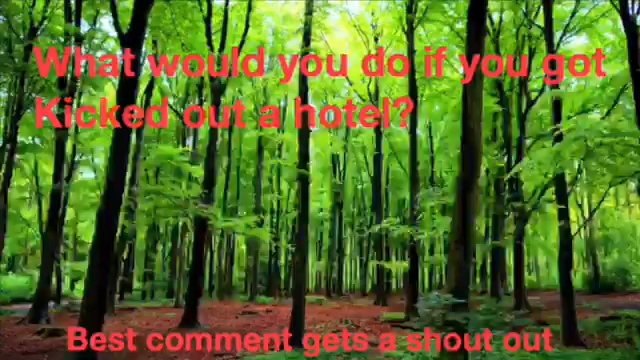 What would you do if you got
Kicked out a hotel?
Best comment gets a shout out